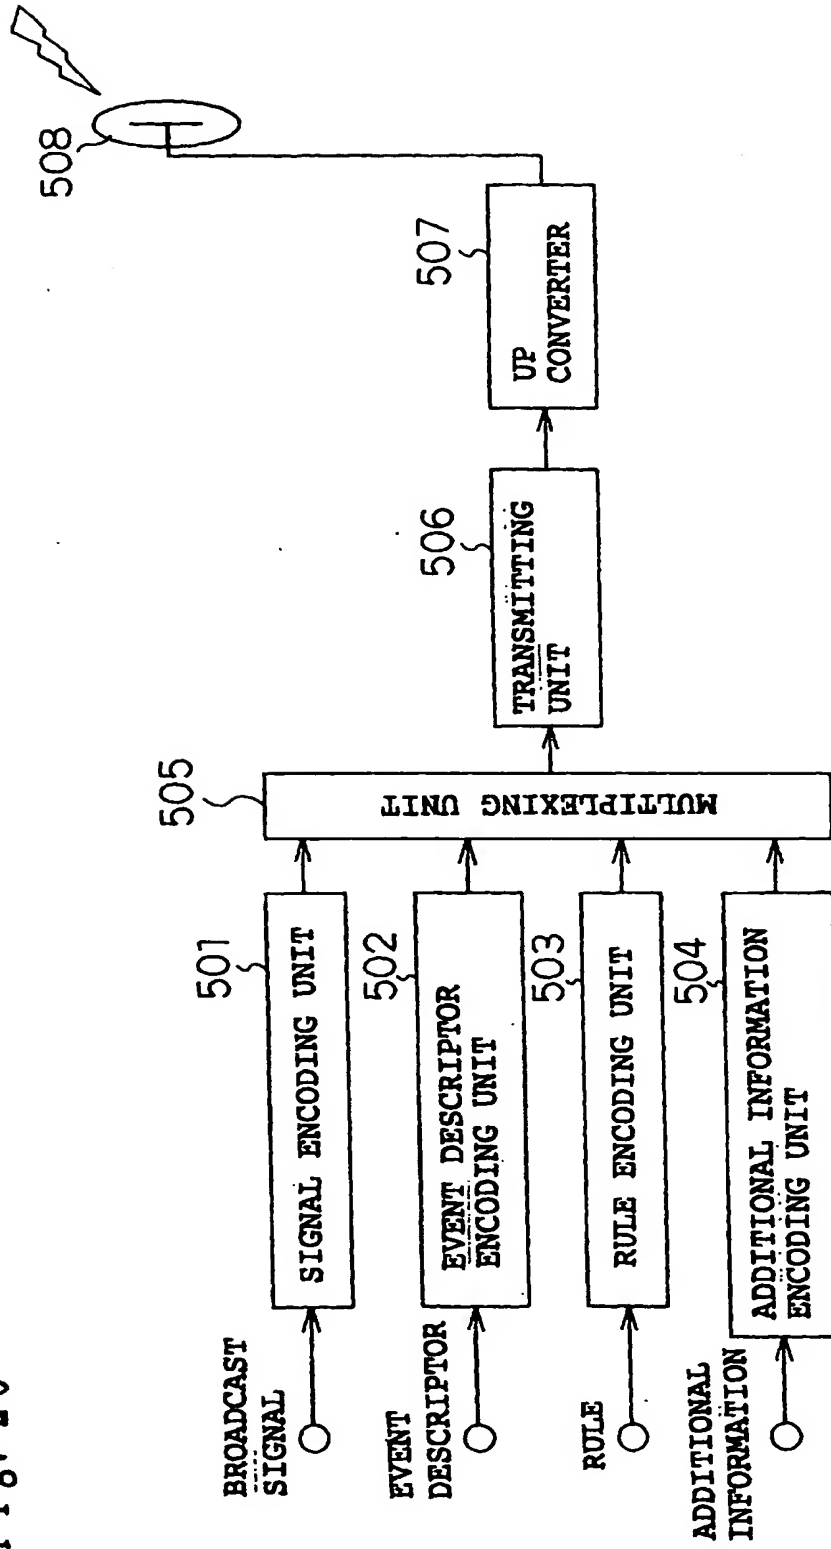 BROADCAST
SIGNAL
501
SIGNAL ENCODING UNIT
EVENT
DESCRIPTOR
502
EVENT DESCRIPTOR
ENCODING UNIT
RULE
503
RULE ENCODING UNIT
ADDITIONAL
INFORMATION
504
ADDITIONAL INFORMATION
ENCODING UNIT
505
MULTIPLEXING UNIT
506
TRANSMITTING
UNIT
507
UP
CONVERTER
508